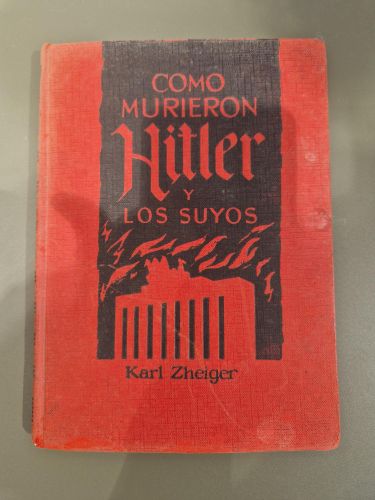 COMO
MURIERON
Hitler
Y
LOS SUYOS
Karl Zheiger